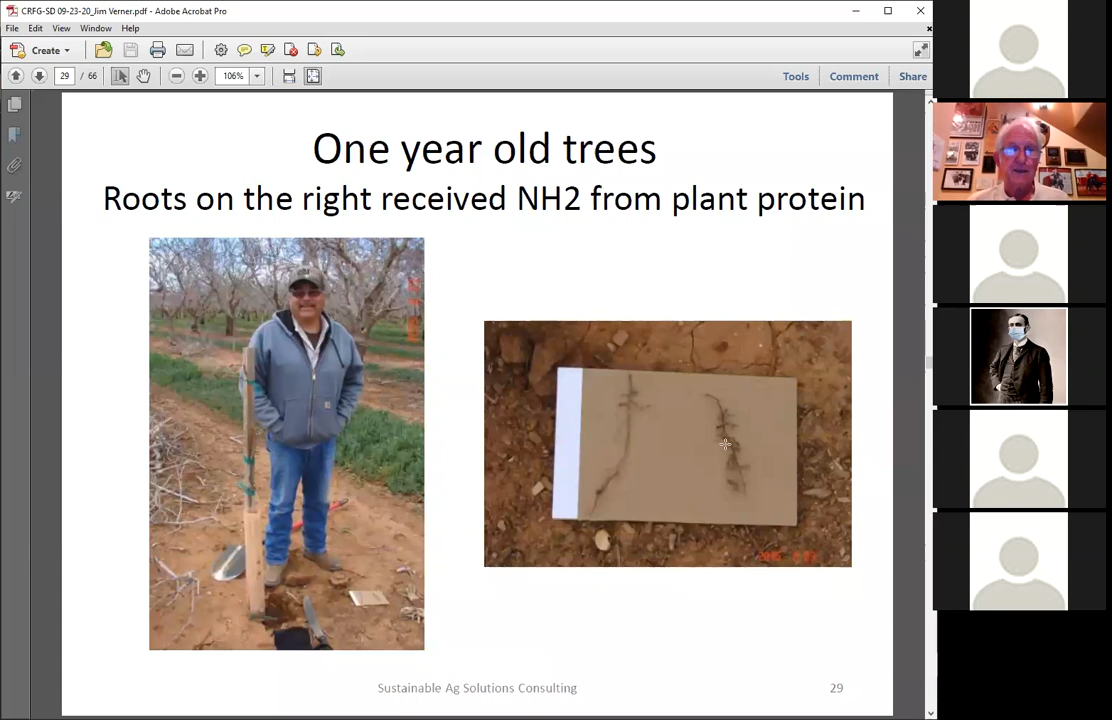 CRFG-SD 09-23-20_Jim Verner.pdf - Adobe Acrobat Pro
File Edit View Window Help
Create
29 / 66 106% Tools Comment Share
One year old trees
Roots on the right received NH2 from plant protein
Sustainable Ag Solutions Consulting 29